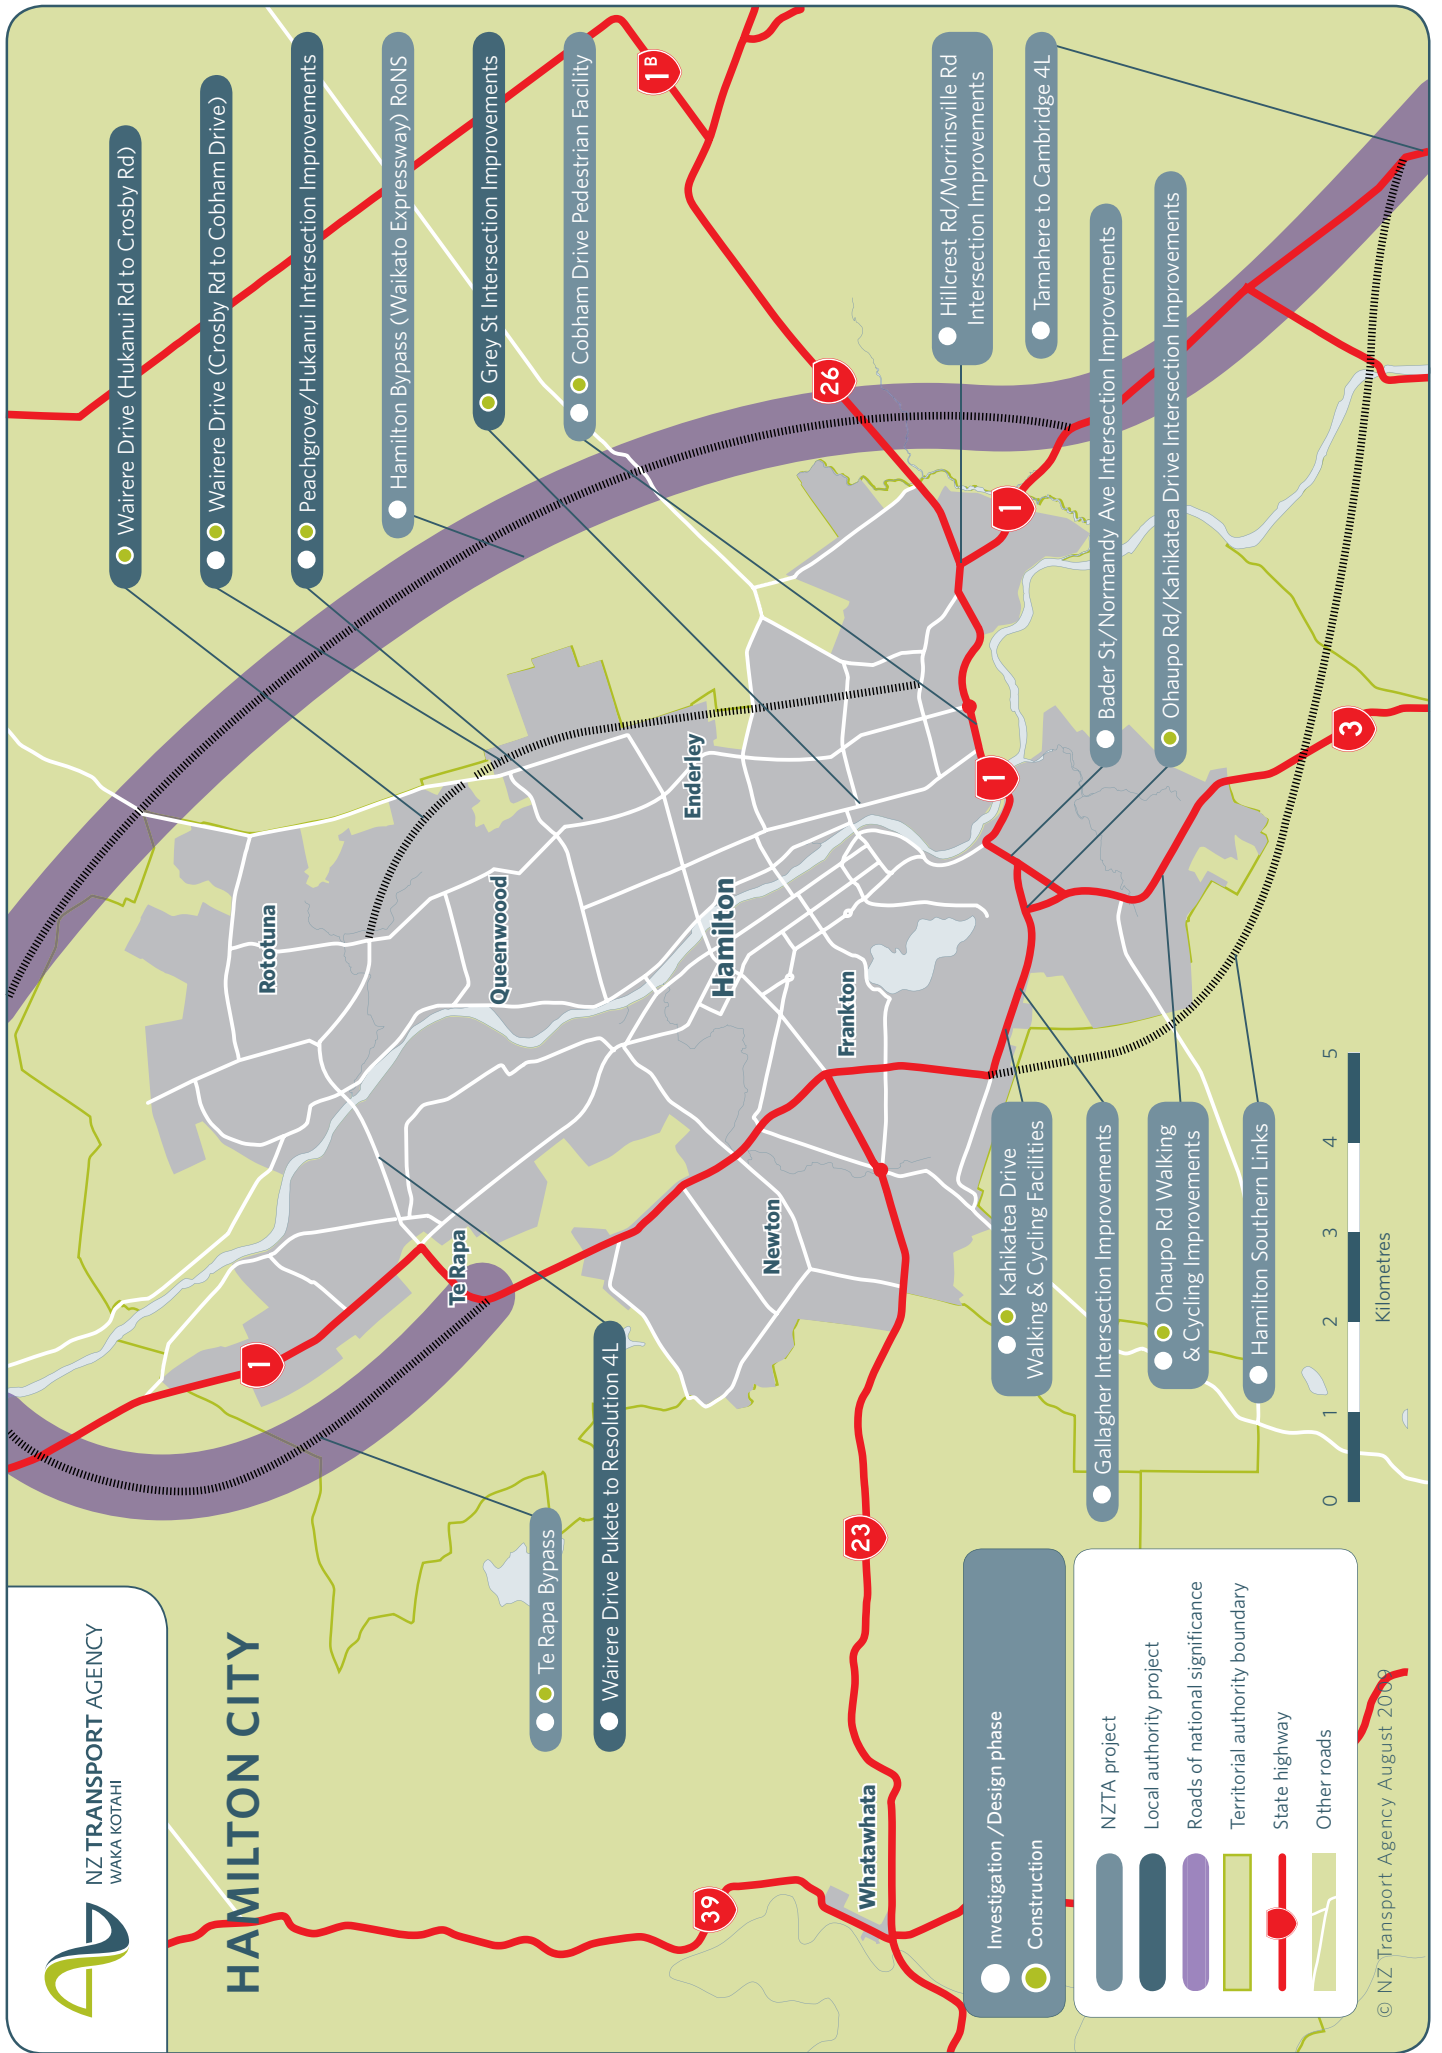 NZ TRANSPORT AGENCY
WAKA KOTAHI
HAMILTON CITY
Wairere Drive (Hukanui Rd to Crosby Rd)
Wairere Drive (Crosby Rd to Cobham Drive)
Peachgrove/Hukanui Intersection Improvements
Hamilton Bypass (Waikato Expressway) RoNS
Grey St Intersection Improvements
Cobham Drive Pedestrian Facility
Hillcrest Rd/Morrinsville Rd
Intersection Improvements
Tamahere to Cambridge 4L
Bader St/Normandy Ave Intersection Improvements
Ohaupo Rd/Kahikatea Drive Intersection Improvements
Te Rapa Bypass
Wairere Drive Pukete to Resolution 4L
Kahikatea Drive
Walking & Cycling Facilities
Gallagher Intersection Improvements
Ohaupo Rd Walking
& Cycling Improvements
Hamilton Southern Links
Rototuna
Queenwoood
Enderley
Hamilton
Frankton
Te Rapa
Newton
Whatawhata
1
1B
26
1
1
3
23
39
0 1 2 3 4 5
Kilometres
Investigation /Design phase
Construction
NZTA project
Local authority project
Roads of national significance
Territorial authority boundary
State highway
Other roads
© NZ Transport Agency August 2009